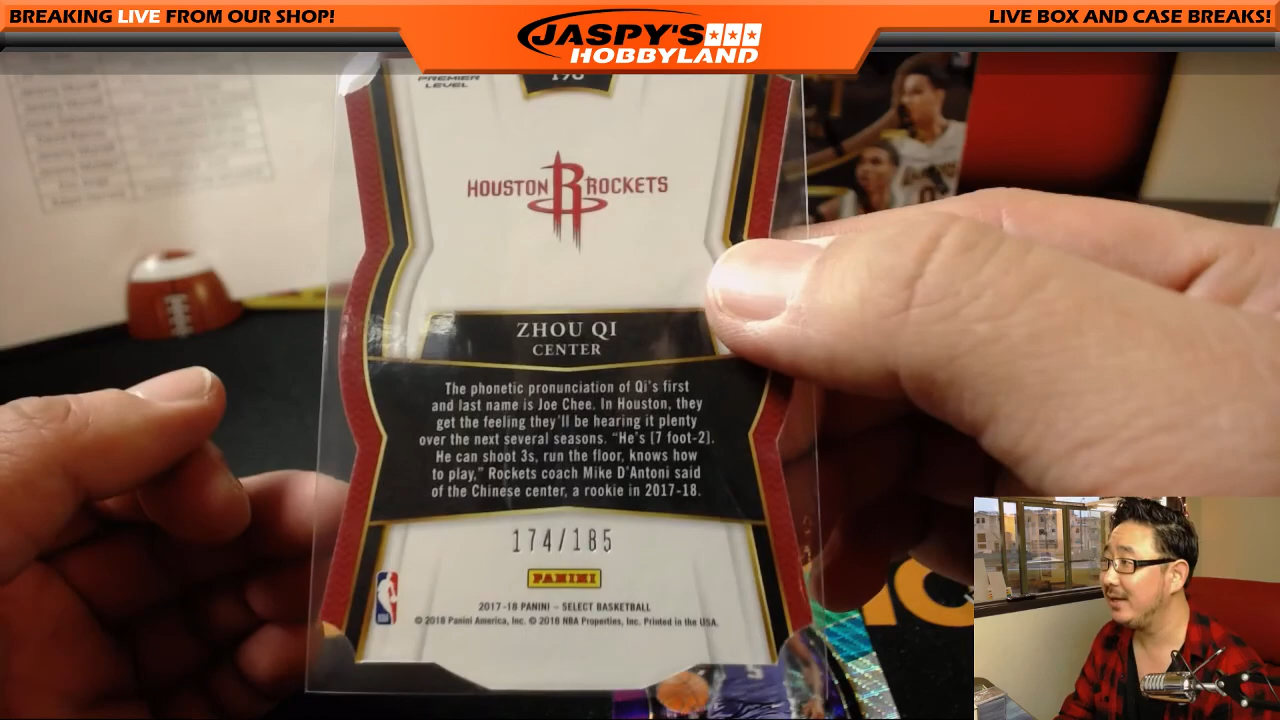 BREAKING LIVE FROM OUR SHOP!
JASPY'S
HOBBYLAND
LIVE BOX AND CASE BREAKS!
PREMIER
LEVEL
HOUSTON R ROCKETS
ZHOU QI
CENTER
The phonetic pronunciation of Qi's first
and last name is Joe Chee. In Houston, they
get the feeling they'll be hearing it plenty
over the next several seasons. "He's [7 foot-2].
He can shoot 3s, run the floor, knows how
to play," Rockets coach Mike D'Antoni said
of the Chinese center, a rookie in 2017-18.
174/185
PANINI
2017-18 PANINI – SELECT BASKETBALL
© 2018 Panini America, Inc. © 2018 NBA Properties, Inc. Printed in the USA.